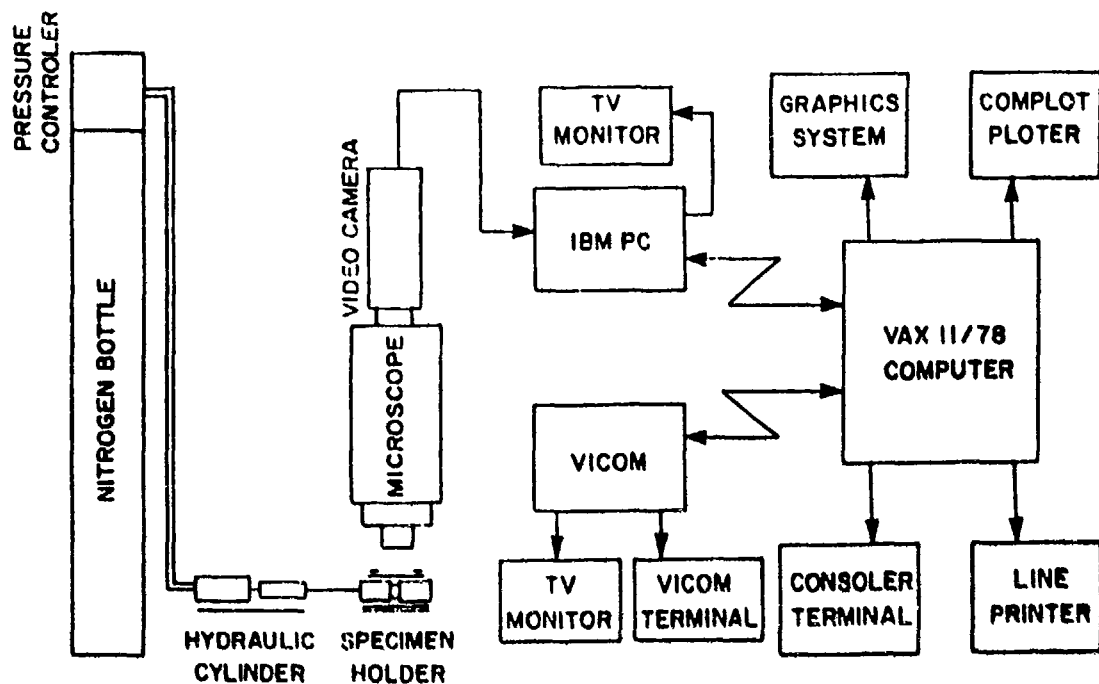 PRESSURE
CONTROLER
NITROGEN BOTTLE
VIDEO CAMERA
MICROSCOPE
HYDRAULIC
CYLINDER
SPECIMEN
HOLDER
TV
MONITOR
IBM PC
VICOM
TV
MONITOR
VICOM
TERMINAL
GRAPHICS
SYSTEM
COMPLOT
PLOTER
VAX 11/78
COMPUTER
CONSOLER
TERMINAL
LINE
PRINTER